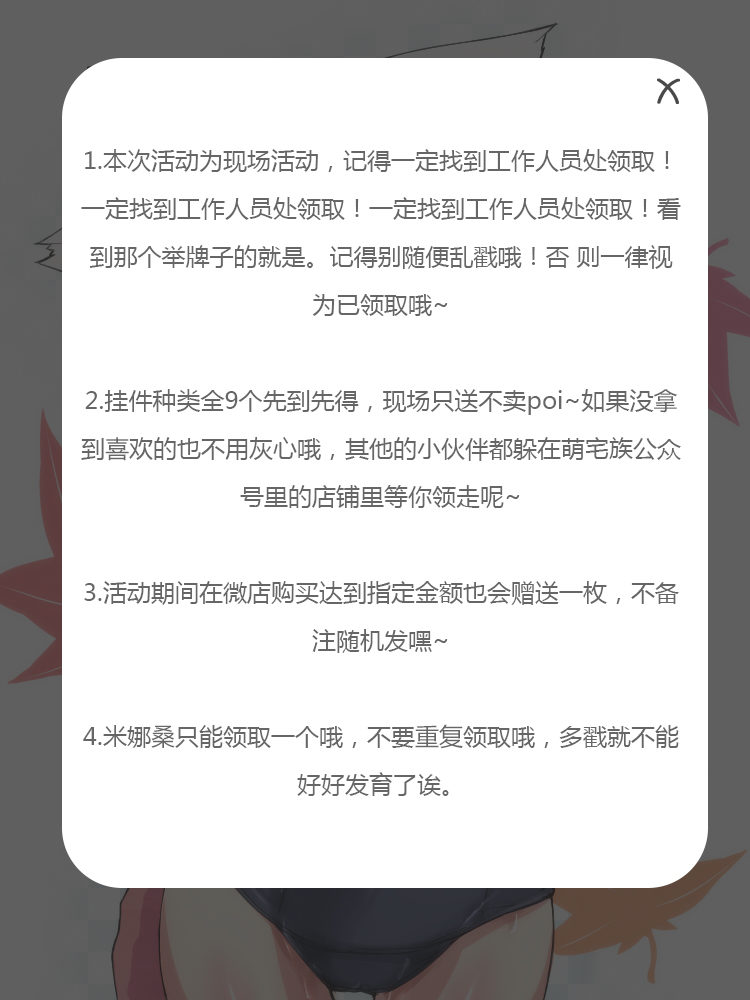 1.本次活动为现场活动，记得一定找到工作人员处领取！
一定找到工作人员处领取！一定找到工作人员处领取！看
到那个举牌子的就是。记得别随便乱戳哦！否 则一律视
为已领取哦~
2.挂件种类全9个先到先得，现场只送不卖poi~如果没拿
到喜欢的也不用灰心哦，其他的小伙伴都躲在萌宅族公众
号里的店铺里等你领走呢~
3.活动期间在微店购买达到指定金额也会赠送一枚，不备
注随机发嘿~
4.米娜桑只能领取一个哦，不要重复领取哦，多戳就不能
好好发育了诶。